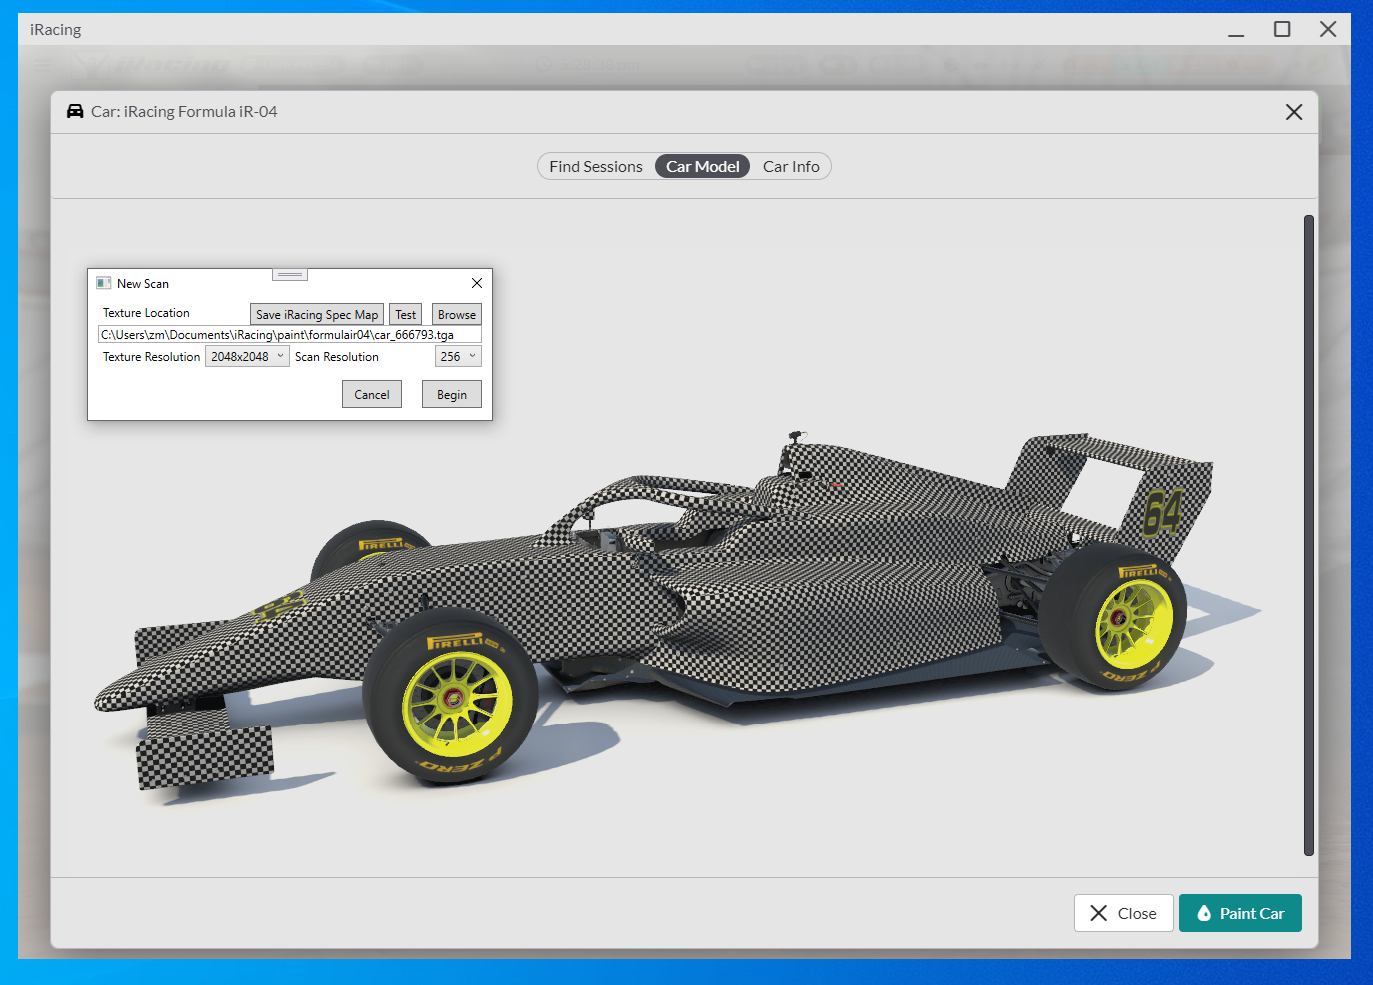 iRacing
Car: iRacing Formula iR-04
Find Sessions Car Model Car Info
New Scan
Texture Location Save iRacing Spec Map Test Browse
C:\Users\zm\Documents\iRacing\paint\formulair04\car_666793.tga
Texture Resolution 2048x2048 Scan Resolution 256
Cancel Begin
64
PIRELLI
PIRELLI
PIRELLI
P ZERO
P ZERO
Close Paint Car